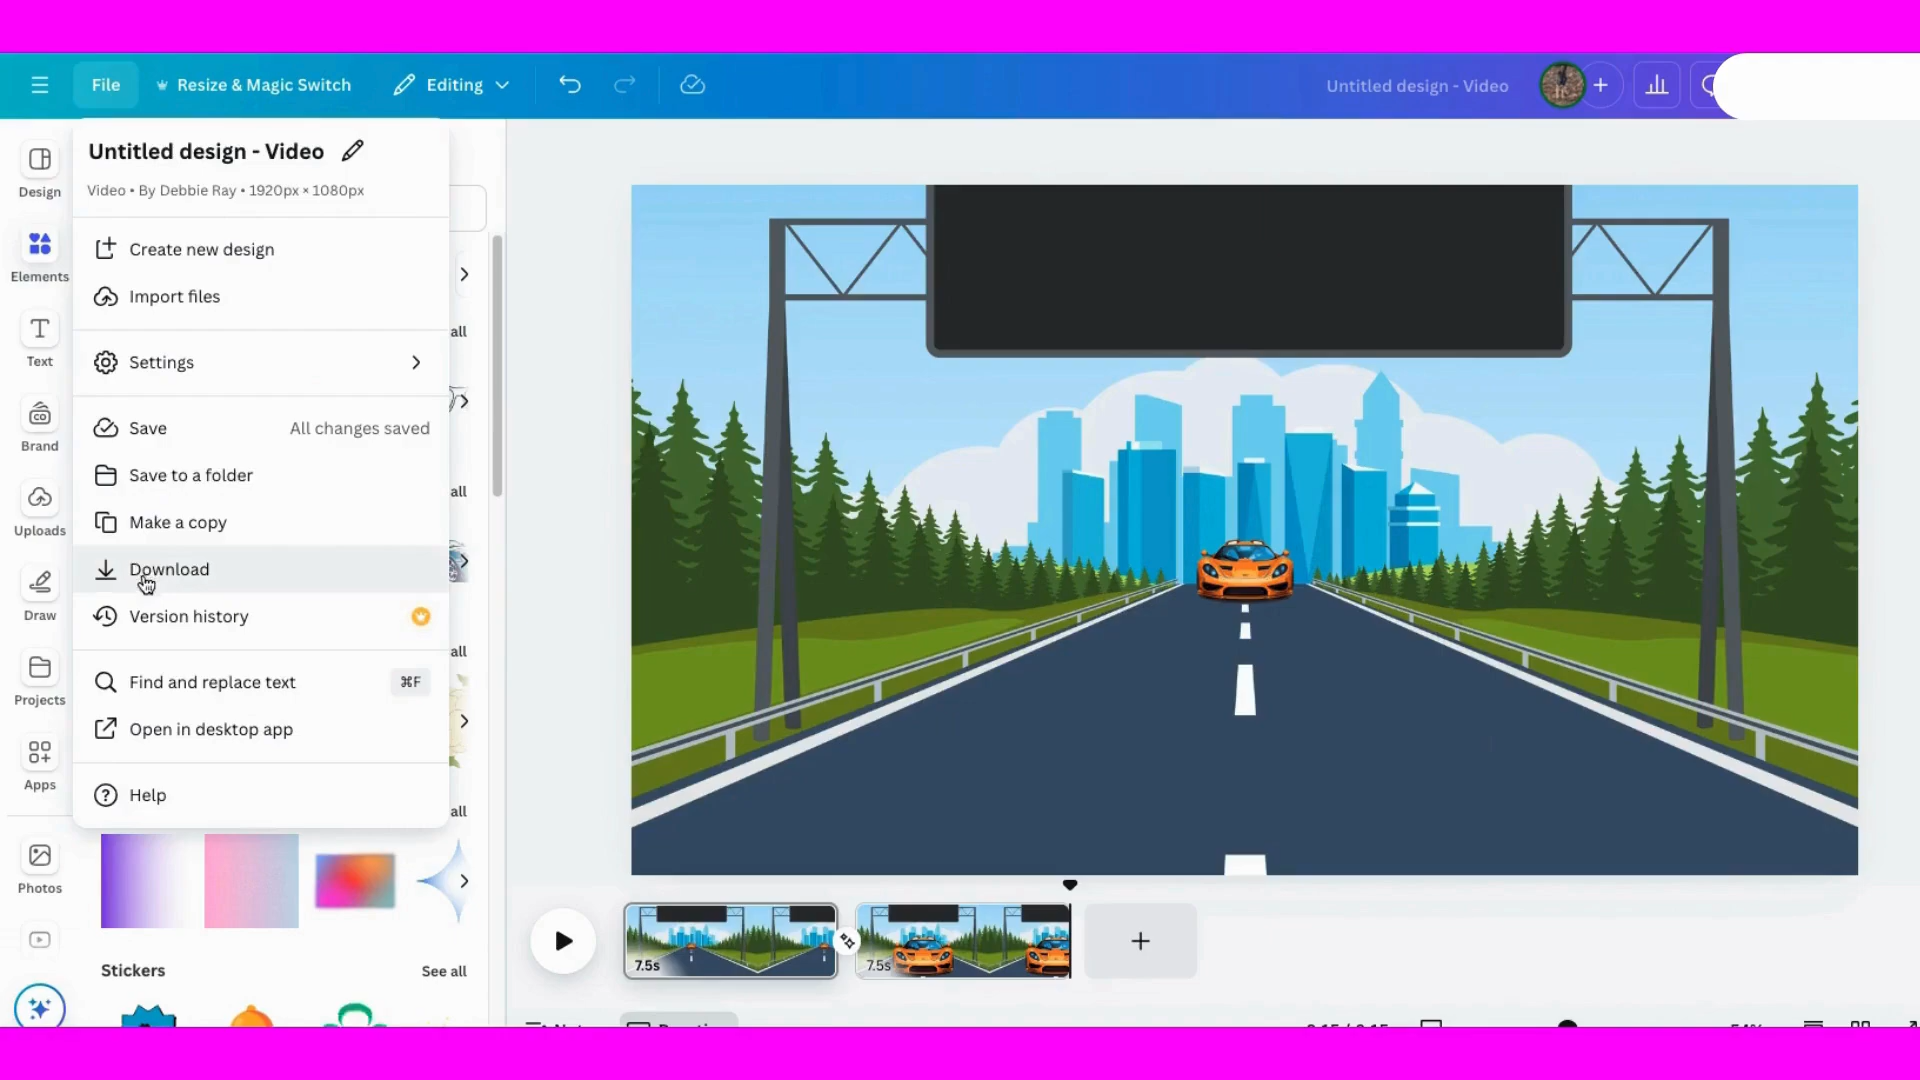 File
Resize & Magic Switch
Editing
Untitled design - Video
Design
Elements
Text
Brand
Uploads
Draw
Projects
Apps
Photos
Untitled design - Video
Video • By Debbie Ray • 1920px × 1080px
Create new design
Import files
Settings
Save All changes saved
Save to a folder
Make a copy
Download
Version history
Find and replace text ⌘F
Open in desktop app
Help
all
all
all
all
Stickers See all
7.5s
7.5s